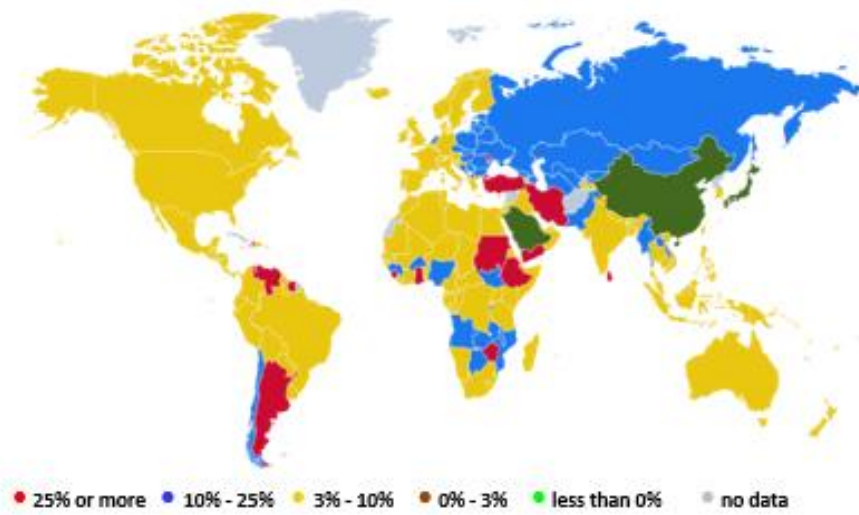 25% or more 10% - 25% 3% - 10% 0% - 3% less than 0% no data